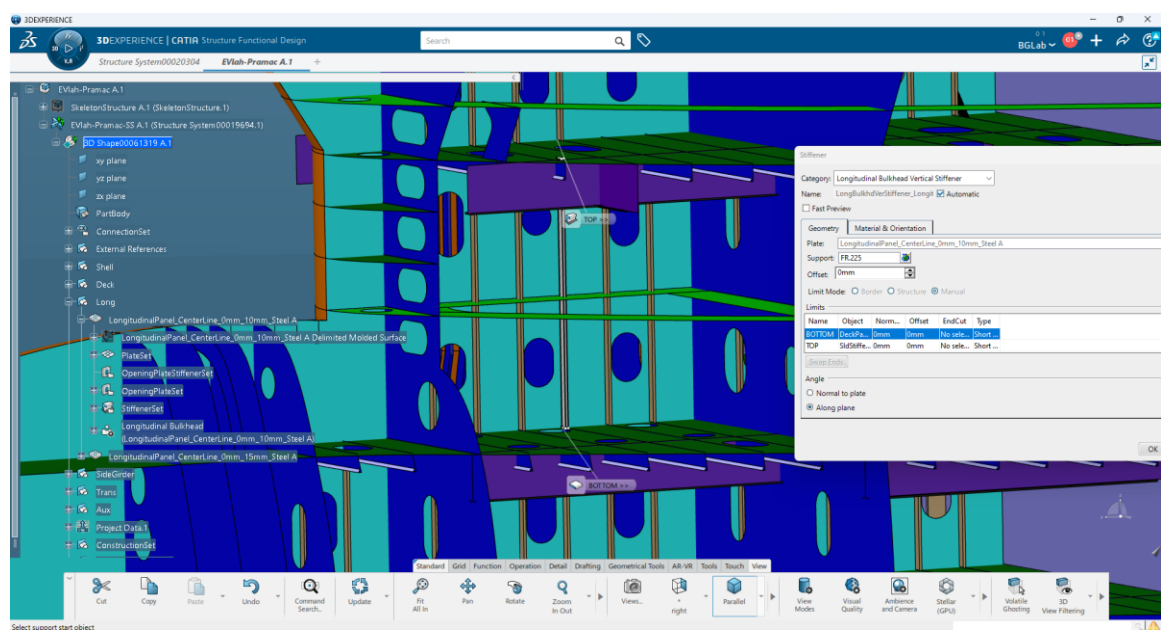 3DEXPERIENCE
3DEXPERIENCE | CATIA Structure Functional Design
Search
BGLab
Structure System00020304 EVlah-Pramac A.1 +
EVlah-Pramac A.1
SkeletonStructure A.1 (SkeletonStructure.1)
EVlah-Pramac-SS A.1 (Structure System00019694.1)
3D Shape00061319 A.1
xy plane
yz plane
zx plane
PartBody
ConnectionSet
External References
Shell
Deck
Long
LongitudinalPanel_CenterLine_0mm_10mm_Steel A
LongitudinalPanel_CenterLine_0mm_10mm_Steel A Delimited Molded Surface
PlateSet
OpeningPlateStiffenerSet
OpeningPlateSet
StiffenerSet
Longitudinal Bulkhead
(LongitudinalPanel_CenterLine_0mm_10mm_Steel A)
LongitudinalPanel_CenterLine_0mm_15mm_Steel A
SideGirder
Trans
Aux
Project Data.1
ConstructionSet
TOP >>
BOTTOM >>
Stiffener
Category: Longitudinal Bulkhead Vertical Stiffener
Name: LongBulkhdVerStiffener_Longit Automatic
Fast Preview
Geometry Material & Orientation
Plate: LongitudinalPanel_CenterLine_0mm_10mm_Steel A
Support: FR.225
Offset: 0mm
Limit Mode: Border Structure Manual
Limits
Name Object Norm... Offset EndCut Type
BOTTOM DeckPa... 0mm 0mm No sele... Short ...
TOP SldStiffe... 0mm 0mm No sele... Short ...
Swap Ends
Angle
Normal to plate
Along plane
OK
Standard Grid Function Operation Detail Drafting Geometrical Tools AR-VR Tools Touch View
Cut Copy Paste Undo Command Search... Update Fit All In Pan Rotate Zoom In Out Views... right Parallel View Modes Visual Quality Ambience and Camera Stellar (GPU) Volatile Ghosting 3D View Filtering
Select support start object